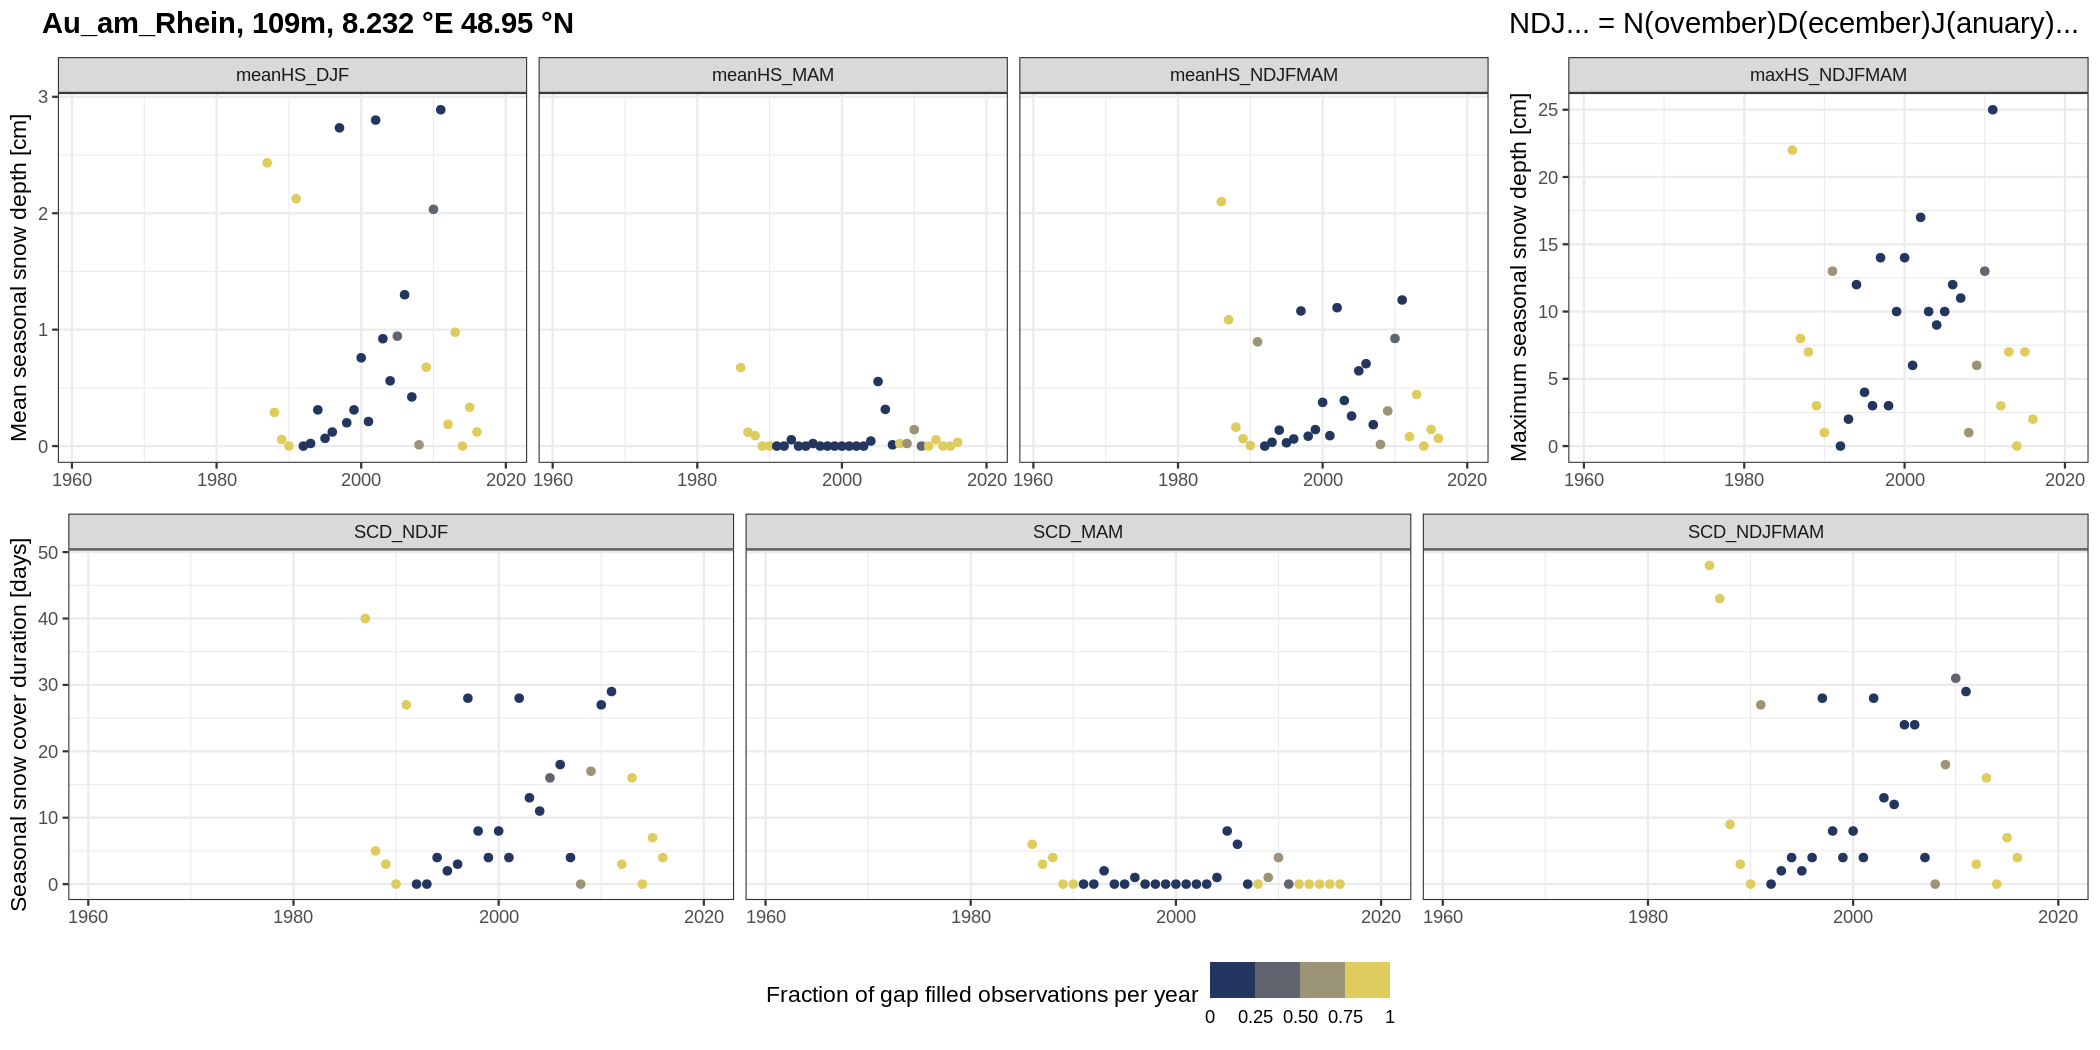 Au_am_Rhein, 109m, 8.232 °E 48.95 °N
NDJ... = N(ovember)D(ecember)J(anuary)...
meanHS_DJF
meanHS_MAM
meanHS_NDJFMAM
maxHS_NDJFMAM
Mean seasonal snow depth [cm]
3
2
1
0
1960 1980 2000 2020
1960 1980 2000 2020
1960 1980 2000 2020
Maximum seasonal snow depth [cm]
25
20
15
10
5
0
1960 1980 2000 2020
SCD_NDJF
SCD_MAM
SCD_NDJFMAM
Seasonal snow cover duration [days]
50
40
30
20
10
0
1960 1980 2000 2020
1960 1980 2000 2020
1960 1980 2000 2020
Fraction of gap filled observations per year
0 0.25 0.50 0.75 1